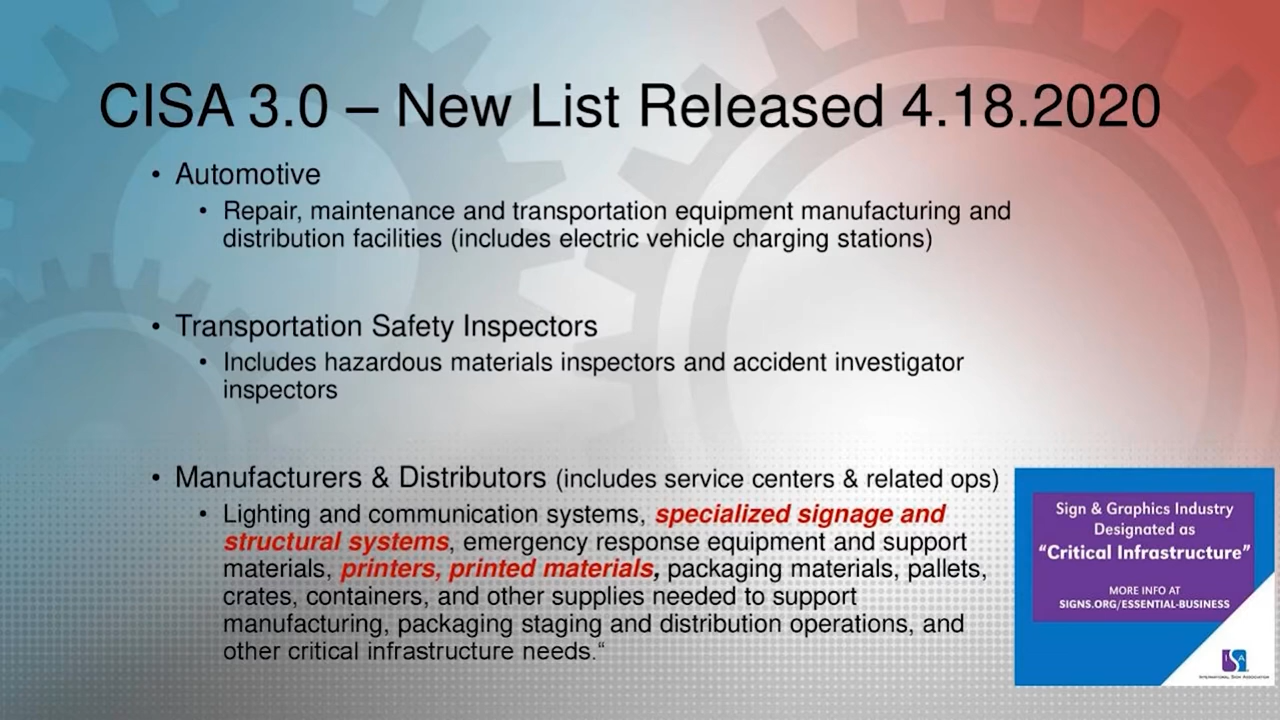 CISA 3.0 – New List Released 4.18.2020
• Automotive
• Repair, maintenance and transportation equipment manufacturing and
distribution facilities (includes electric vehicle charging stations)
• Transportation Safety Inspectors
• Includes hazardous materials inspectors and accident investigator
inspectors
• Manufacturers & Distributors (includes service centers & related ops)
• Lighting and communication systems, specialized signage and
structural systems, emergency response equipment and support
materials, printers, printed materials, packaging materials, pallets,
crates, containers, and other supplies needed to support
manufacturing, packaging staging and distribution operations, and
other critical infrastructure needs.“
Sign & Graphics Industry
Designated as
“Critical Infrastructure”
MORE INFO AT
SIGNS.ORG/ESSENTIAL-BUSINESS
ISA
INTERNATIONAL SIGN ASSOCIATION